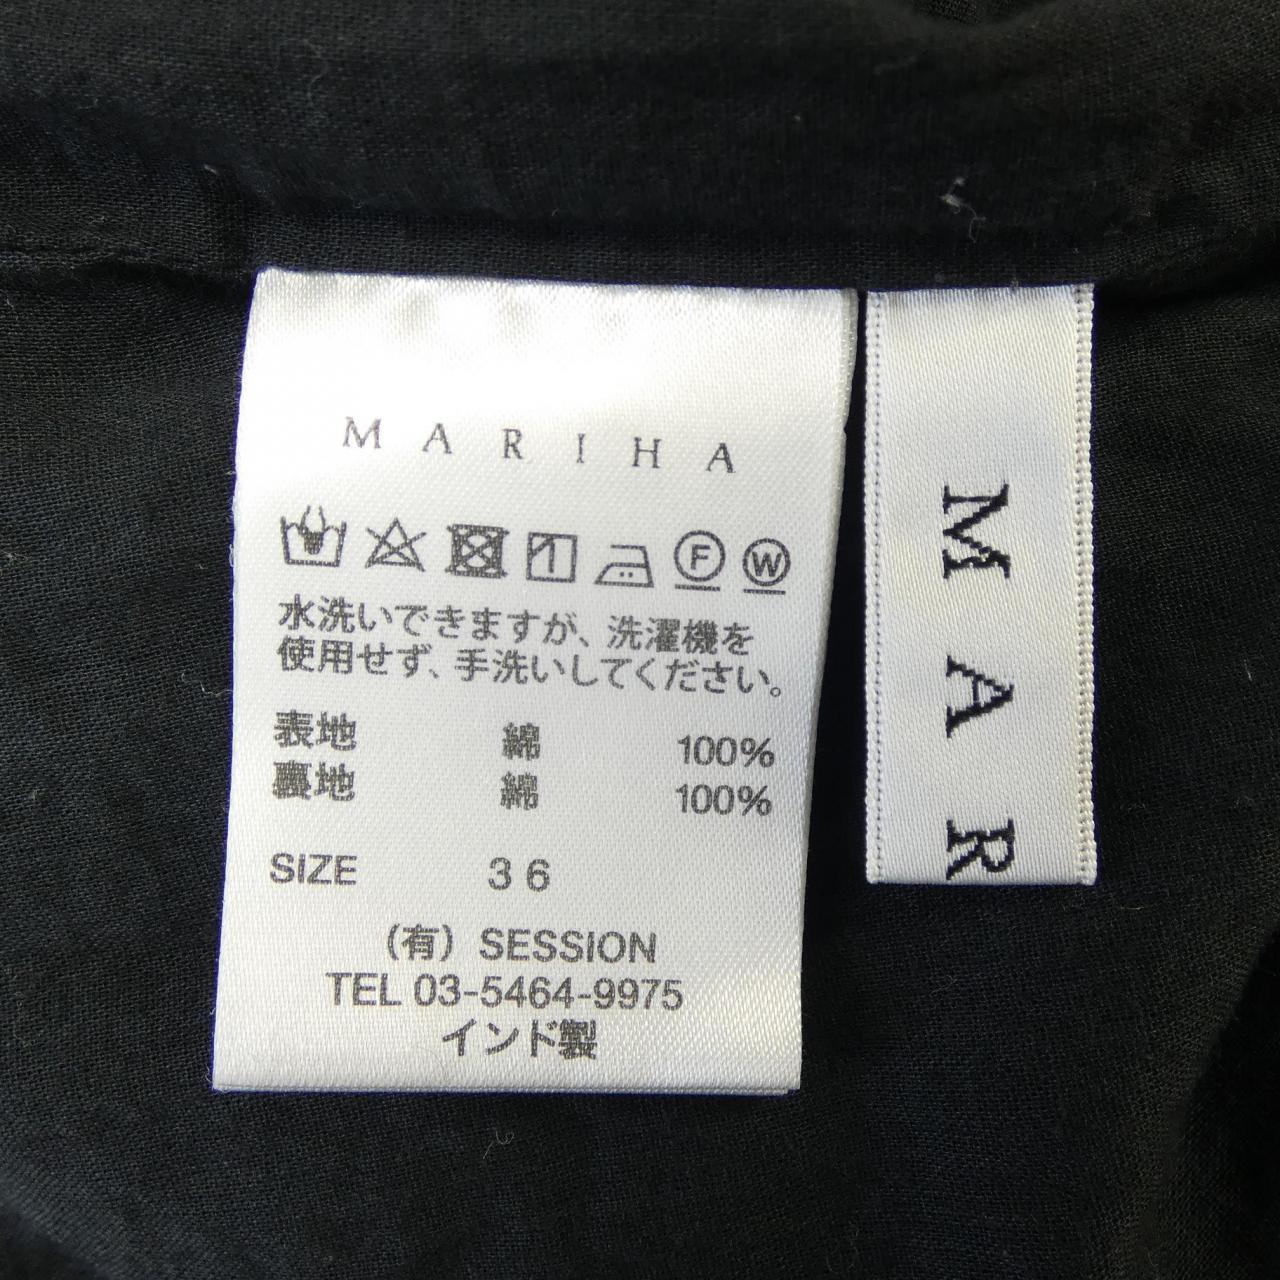 MARIHA
F W
水洗いできますが、洗濯機を
使用せず、手洗いしてください。
表地 綿 100%
裏地 綿 100%
SIZE 36
(有) SESSION
TEL 03-5464-9975
インド製
MAR